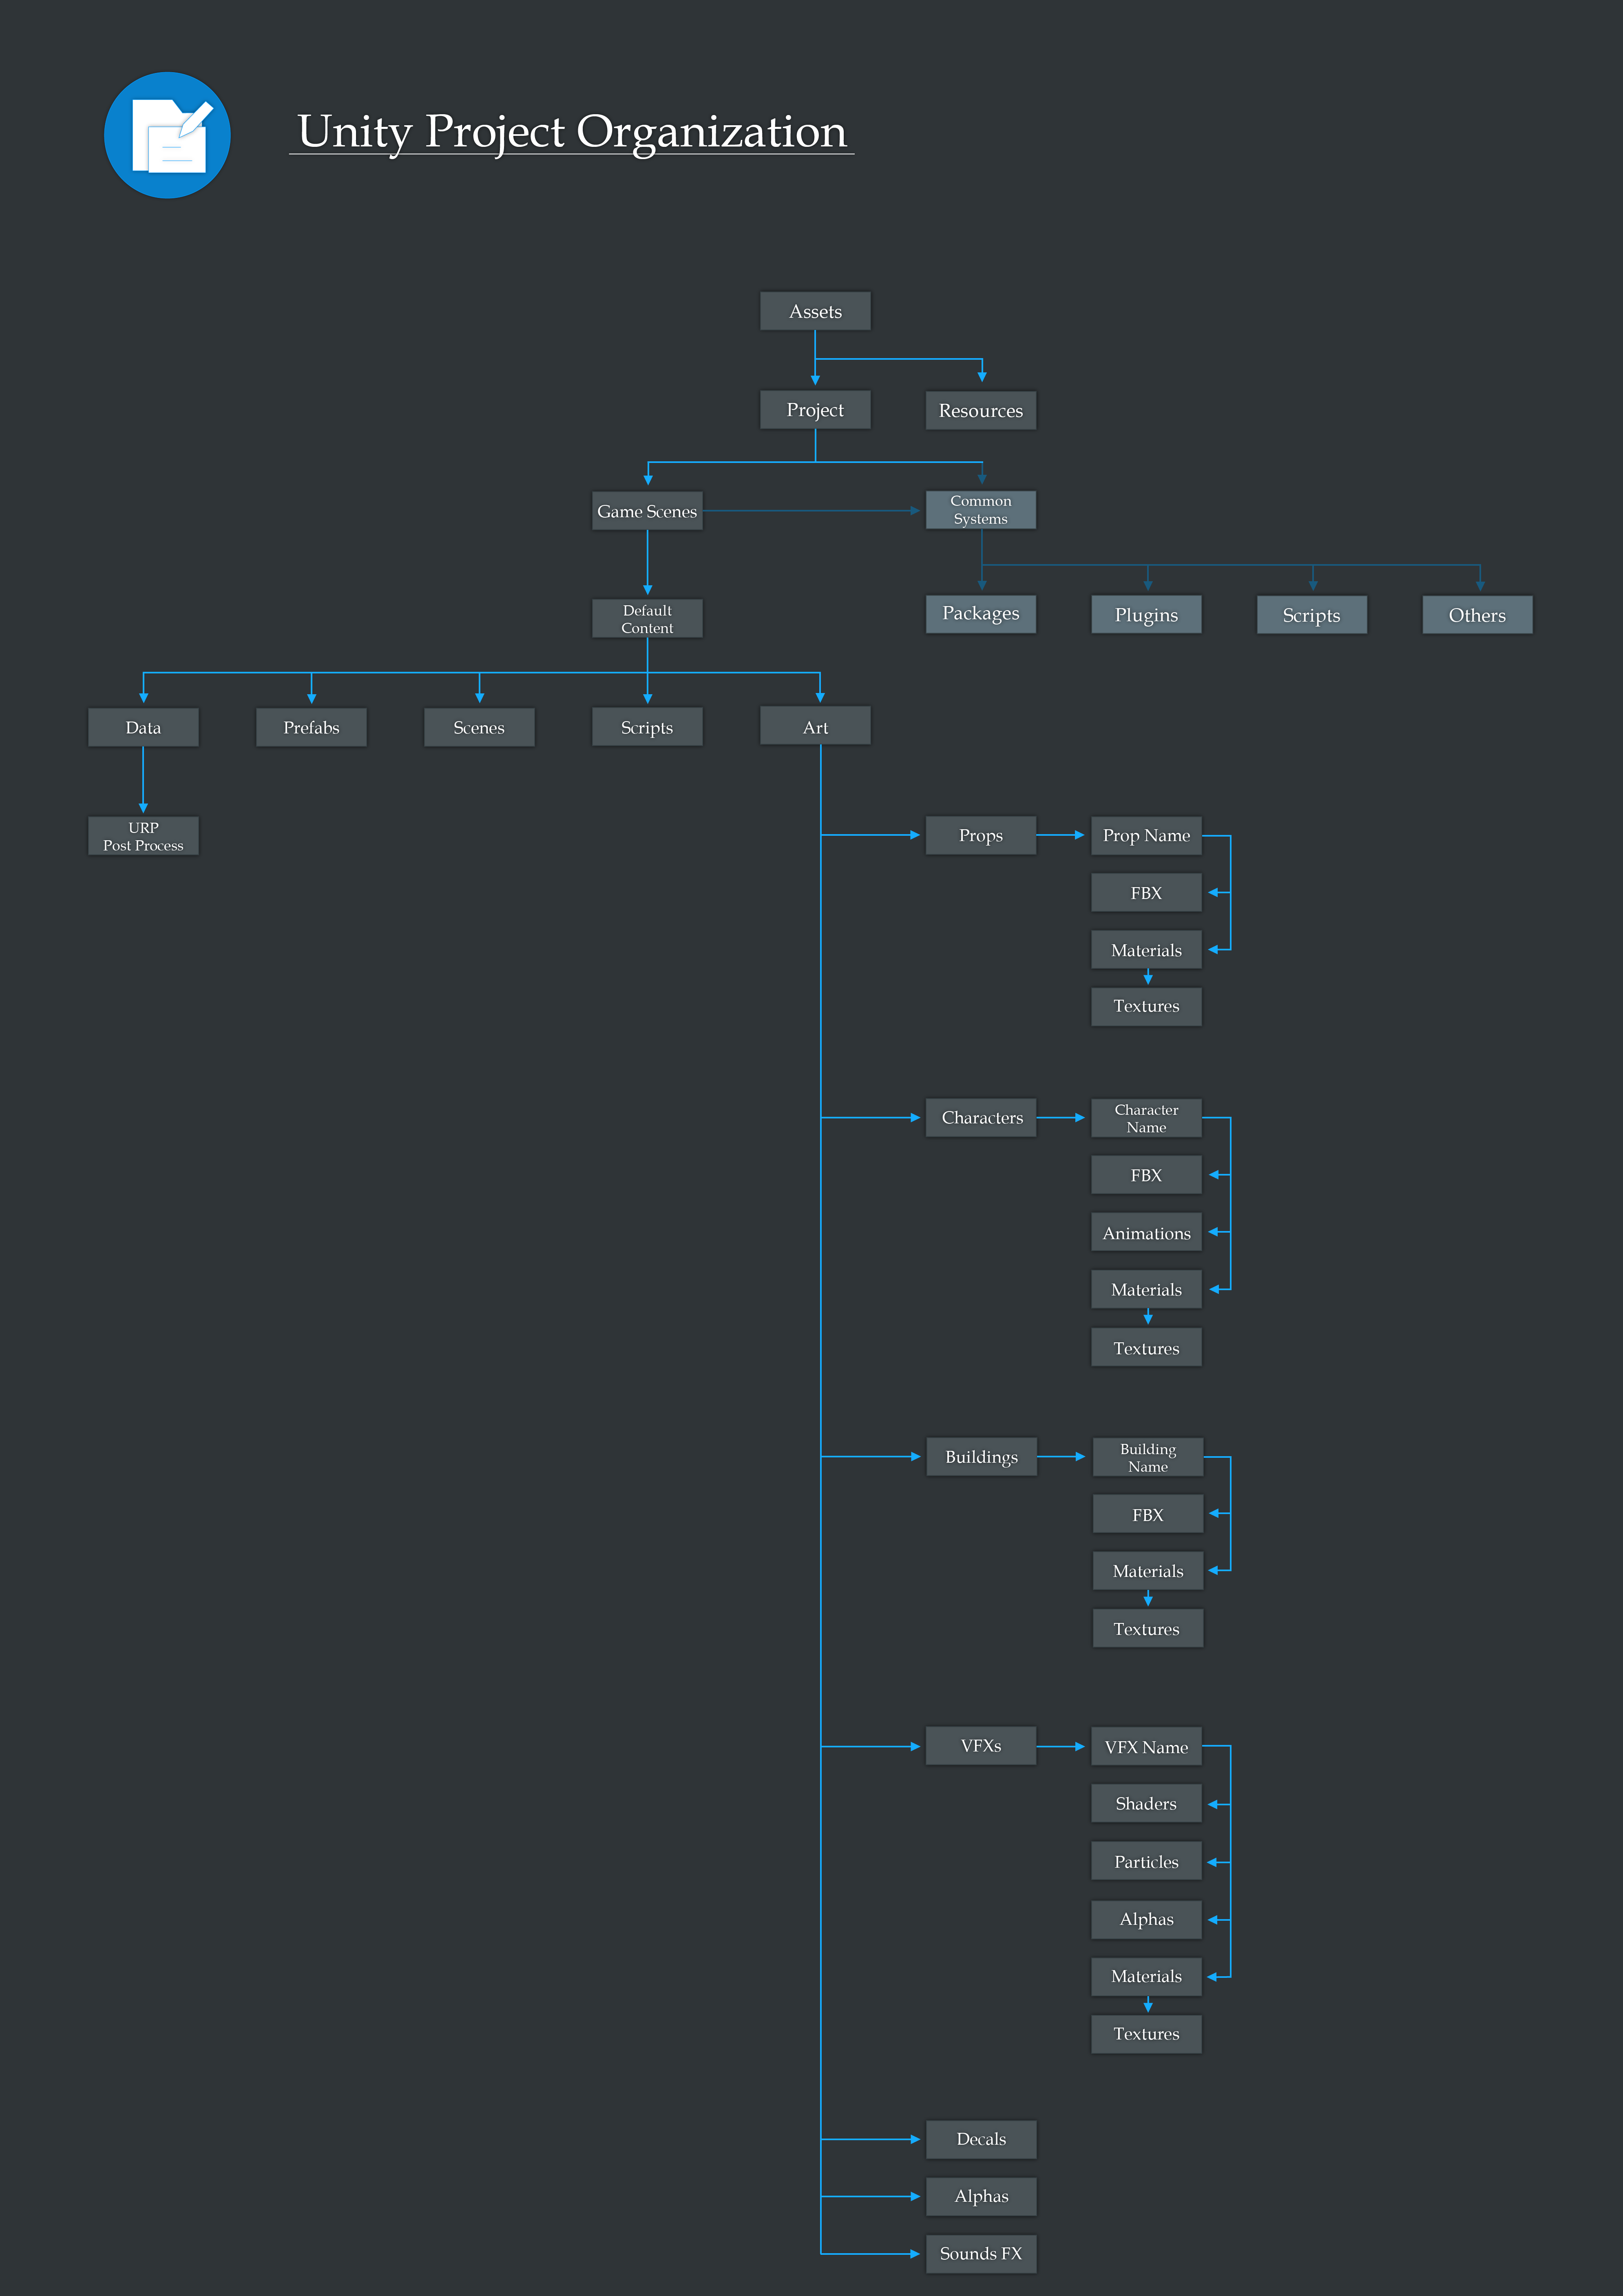 Unity Project Organization
Assets
Project
Resources
Game Scenes
Common
Systems
Default
Content
Packages
Plugins
Scripts
Others
Data
Prefabs
Scenes
Scripts
Art
URP
Post Process
Props
Prop Name
FBX
Materials
Textures
Characters
Character
Name
FBX
Animations
Materials
Textures
Buildings
Building
Name
FBX
Materials
Textures
VFXs
VFX Name
Shaders
Particles
Alphas
Materials
Textures
Decals
Alphas
Sounds FX